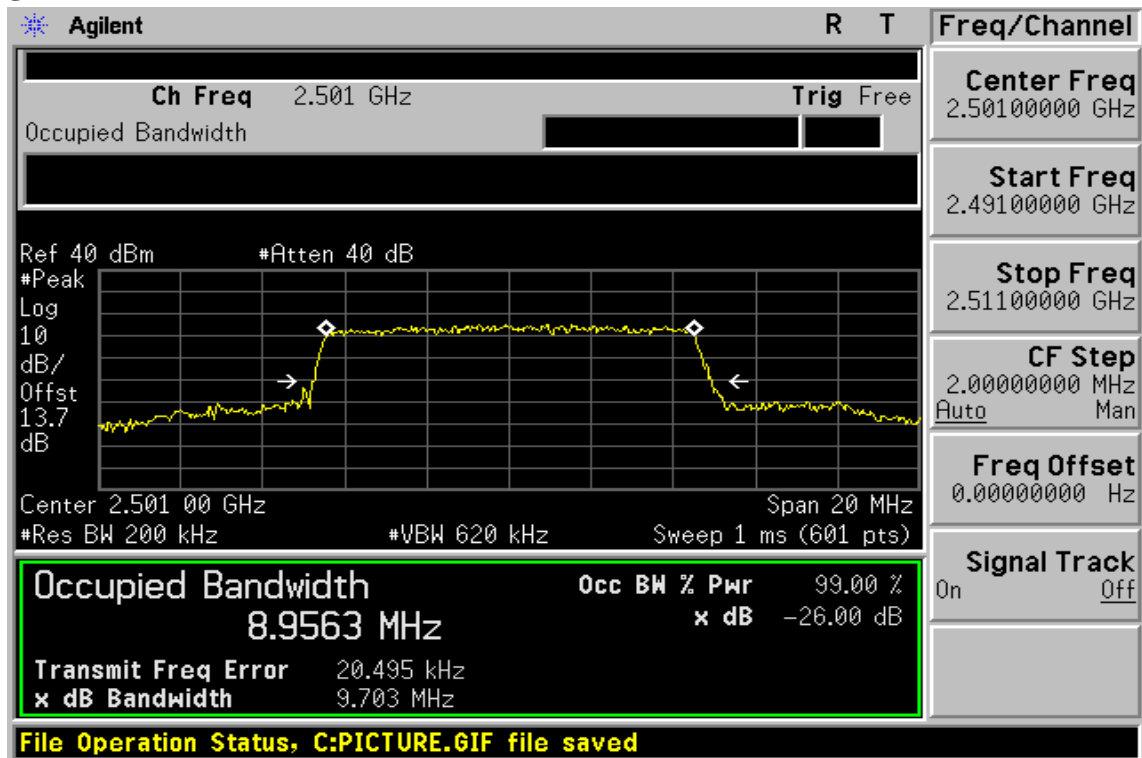 Agilent R T Freq/Channel
Ch Freq 2.501 GHz Trig Free
Occupied Bandwidth
Center Freq
2.50100000 GHz
Start Freq
2.49100000 GHz
Stop Freq
2.51100000 GHz
CF Step
2.00000000 MHz
Auto Man
Freq Offset
0.00000000 Hz
Signal Track
On Off
Ref 40 dBm #Atten 40 dB
#Peak
Log
10
dB/
Offst
13.7
dB
Center 2.501 00 GHz Span 20 MHz
#Res BW 200 kHz #VBW 620 kHz Sweep 1 ms (601 pts)
Occupied Bandwidth Occ BW % Pwr 99.00 %
8.9563 MHz x dB -26.00 dB
Transmit Freq Error 20.495 kHz
x dB Bandwidth 9.703 MHz
File Operation Status, C:PICTURE.GIF file saved